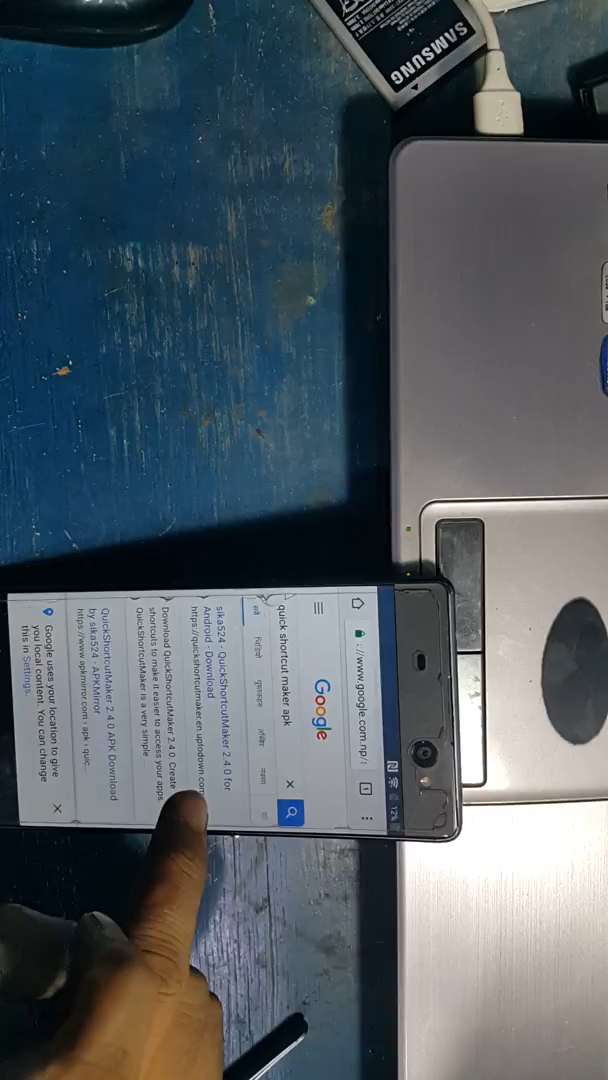 SAMSUNG
12%
://www.google.com.np/s
1
Google
quick shortcut maker apk
sika524 - QuickShortcutMaker 2.4.0 for
Android - Download
https://quickshortcutmaker.en.uptodown.com
Download QuickShortcutMaker 2.4.0. Create
shortcuts to make it easier to access your apps.
QuickShortcutMaker is a very simple
QuickShortcutMaker 2.4.0 APK Download
by sika524 - APKMirror
https://www.apkmirror.com › apk › quic...
Google uses your location to give
you local content. You can change
this in Settings.